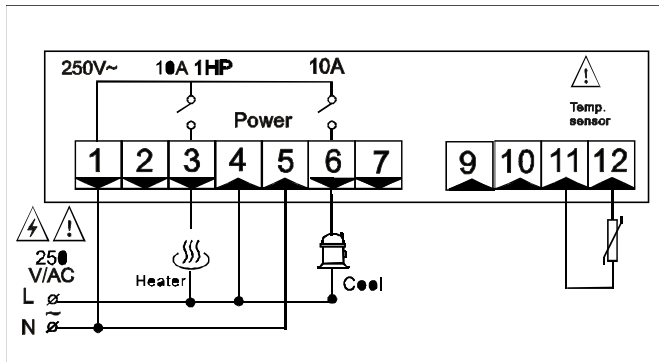 250V~ 10A 1HP 10A
Temp.
sensor
Power
1 2 3 4 5 6 7 9 10 11 12
250
V/AC
Heater
Cool
L
N